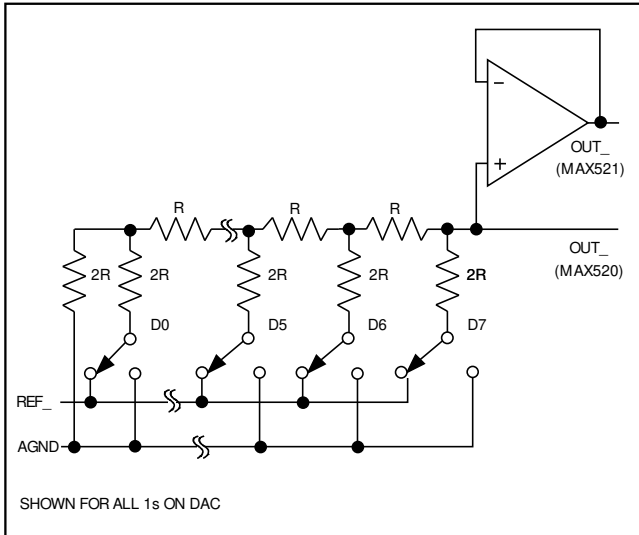 −
+
OUT_
(MAX521)
R
R
R
OUT_
(MAX520)
2R
2R
2R
2R
2R
D0
D5
D6
D7
REF_
AGND
SHOWN FOR ALL 1s ON DAC